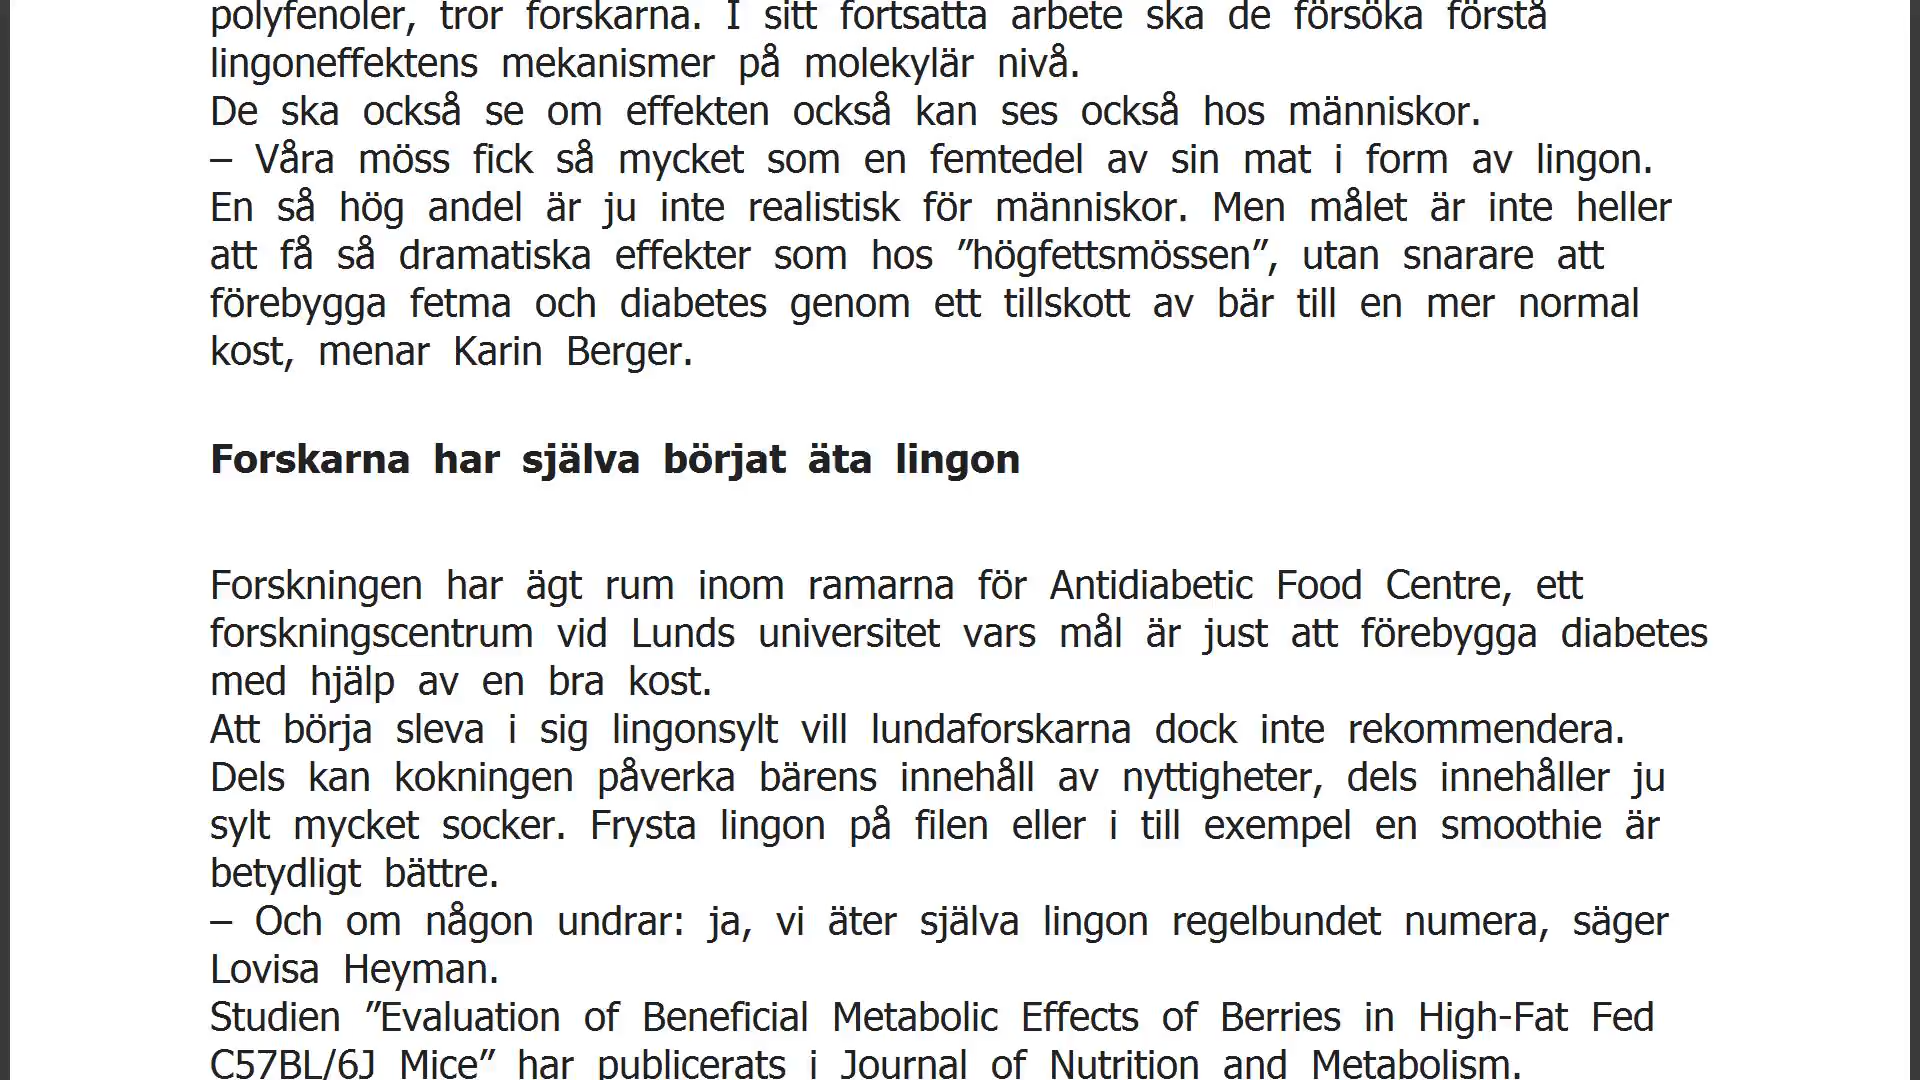 polyfenoler, tror forskarna. I sitt fortsatta arbete ska de försöka förstå
lingoneffektens mekanismer på molekylär nivå.
De ska också se om effekten också kan ses också hos människor.
– Våra möss fick så mycket som en femtedel av sin mat i form av lingon.
En så hög andel är ju inte realistisk för människor. Men målet är inte heller
att få så dramatiska effekter som hos ”högfettsmössen”, utan snarare att
förebygga fetma och diabetes genom ett tillskott av bär till en mer normal
kost, menar Karin Berger.
Forskarna har själva börjat äta lingon
Forskningen har ägt rum inom ramarna för Antidiabetic Food Centre, ett
forskningscentrum vid Lunds universitet vars mål är just att förebygga diabetes
med hjälp av en bra kost.
Att börja sleva i sig lingonsylt vill lundaforskarna dock inte rekommendera.
Dels kan kokningen påverka bärens innehåll av nyttigheter, dels innehåller ju
sylt mycket socker. Frysta lingon på filen eller i till exempel en smoothie är
betydligt bättre.
– Och om någon undrar: ja, vi äter själva lingon regelbundet numera, säger
Lovisa Heyman.
Studien ”Evaluation of Beneficial Metabolic Effects of Berries in High-Fat Fed
C57BL/6J Mice” har publicerats i Journal of Nutrition and Metabolism.